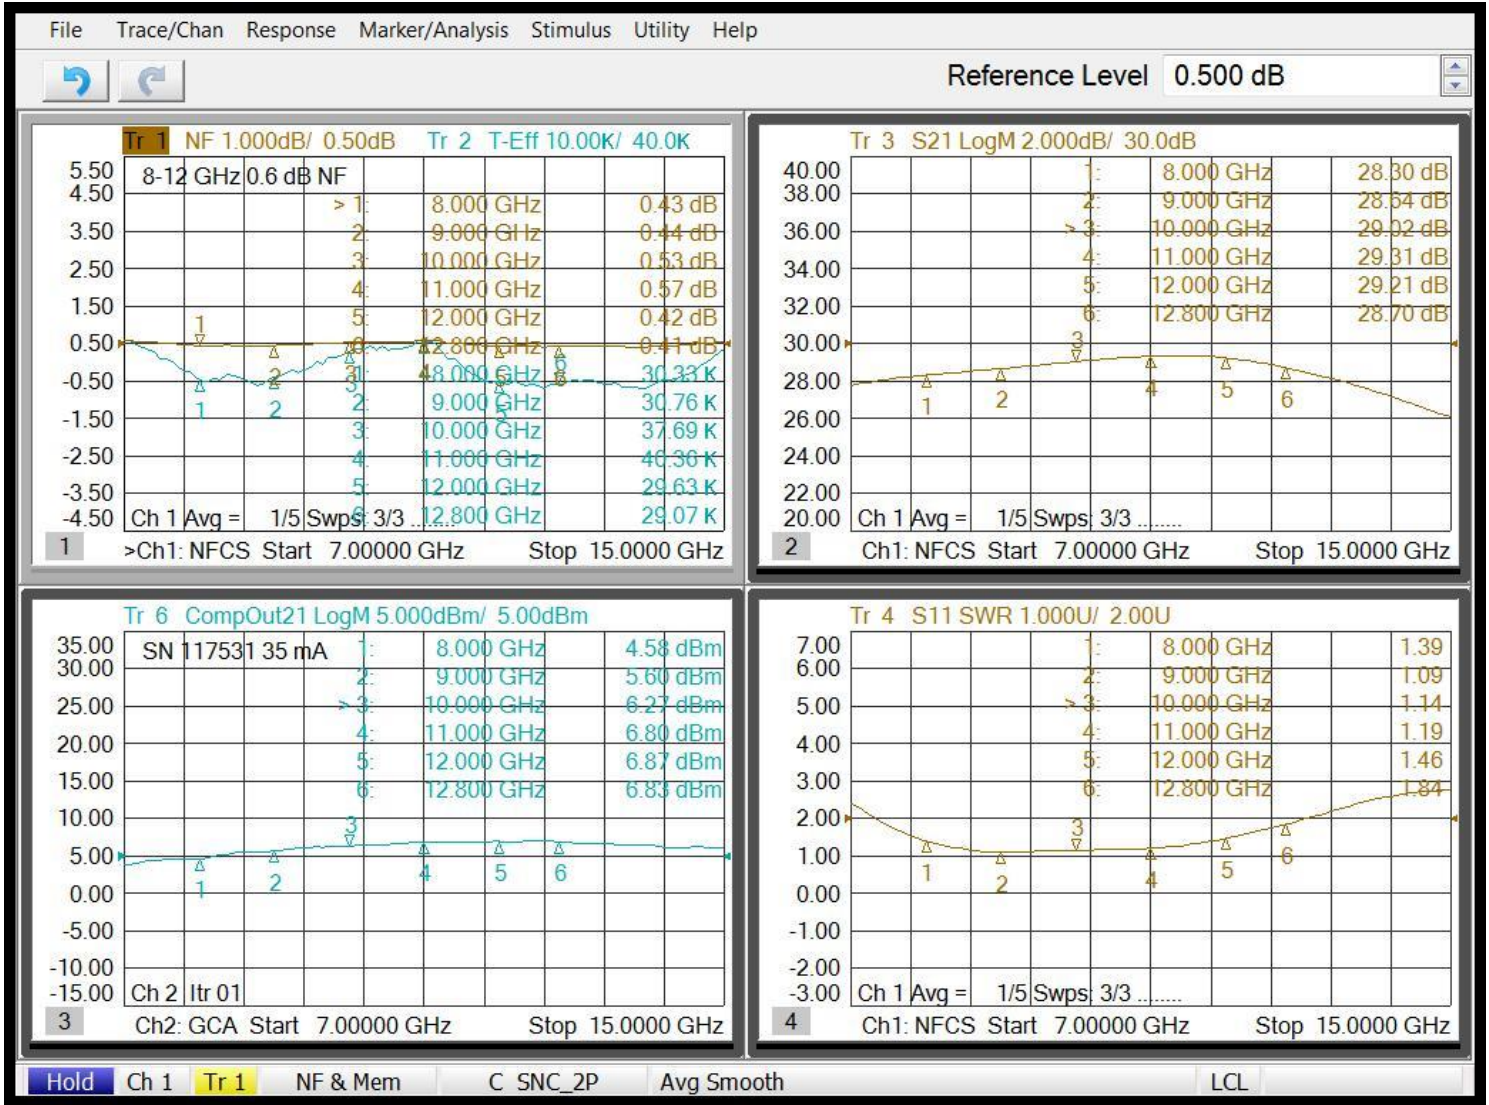 File Trace/Chan Response Marker/Analysis Stimulus Utility Help
Reference Level 0.500 dB
Tr 1 NF 1.000dB/ 0.50dB Tr 2 T-Eff 10.00K/ 40.0K
8-12 GHz 0.6 dB NF
5.50
4.50
3.50
2.50
1.50
0.50
-0.50
-1.50
-2.50
-3.50
-4.50
> 1: 8.000 GHz 0.43 dB
2: 9.000 GHz 0.44 dB
3: 10.000 GHz 0.53 dB
4: 11.000 GHz 0.57 dB
5: 12.000 GHz 0.42 dB
6: 12.800 GHz 0.41 dB
1: 8.000 GHz 30.33 K
2: 9.000 GHz 30.76 K
3: 10.000 GHz 37.69 K
4: 11.000 GHz 40.36 K
5: 12.000 GHz 29.63 K
6: 12.800 GHz 29.07 K
Ch 1 Avg = 1/5 Swps: 3/3 ........
1 >Ch1: NFCS Start 7.00000 GHz Stop 15.0000 GHz
Tr 3 S21 LogM 2.000dB/ 30.0dB
40.00
38.00
36.00
34.00
32.00
30.00
28.00
26.00
24.00
22.00
20.00
1: 8.000 GHz 28.30 dB
2: 9.000 GHz 28.64 dB
> 3: 10.000 GHz 29.02 dB
4: 11.000 GHz 29.31 dB
5: 12.000 GHz 29.21 dB
6: 12.800 GHz 28.70 dB
3
1 2 4 5 6
Ch 1 Avg = 1/5 Swps: 3/3 ........
2 Ch1: NFCS Start 7.00000 GHz Stop 15.0000 GHz
Tr 6 CompOut21 LogM 5.000dBm/ 5.00dBm
SN 117531 35 mA
35.00
30.00
25.00
20.00
15.00
10.00
5.00
0.00
-5.00
-10.00
-15.00
1: 8.000 GHz 4.58 dBm
2: 9.000 GHz 5.60 dBm
> 3: 10.000 GHz 6.27 dBm
4: 11.000 GHz 6.80 dBm
5: 12.000 GHz 6.87 dBm
6: 12.800 GHz 6.83 dBm
3
1 2 4 5 6
Ch 2 Itr 01
3 Ch2: GCA Start 7.00000 GHz Stop 15.0000 GHz
Tr 4 S11 SWR 1.000U/ 2.00U
7.00
6.00
5.00
4.00
3.00
2.00
1.00
0.00
-1.00
-2.00
-3.00
1: 8.000 GHz 1.39
2: 9.000 GHz 1.09
> 3: 10.000 GHz 1.14
4: 11.000 GHz 1.19
5: 12.000 GHz 1.46
6: 12.800 GHz 1.84
3
1 2 4 5 6
Ch 1 Avg = 1/5 Swps: 3/3 ........
4 Ch1: NFCS Start 7.00000 GHz Stop 15.0000 GHz
Hold Ch 1 Tr 1 NF & Mem C SNC_2P Avg Smooth LCL